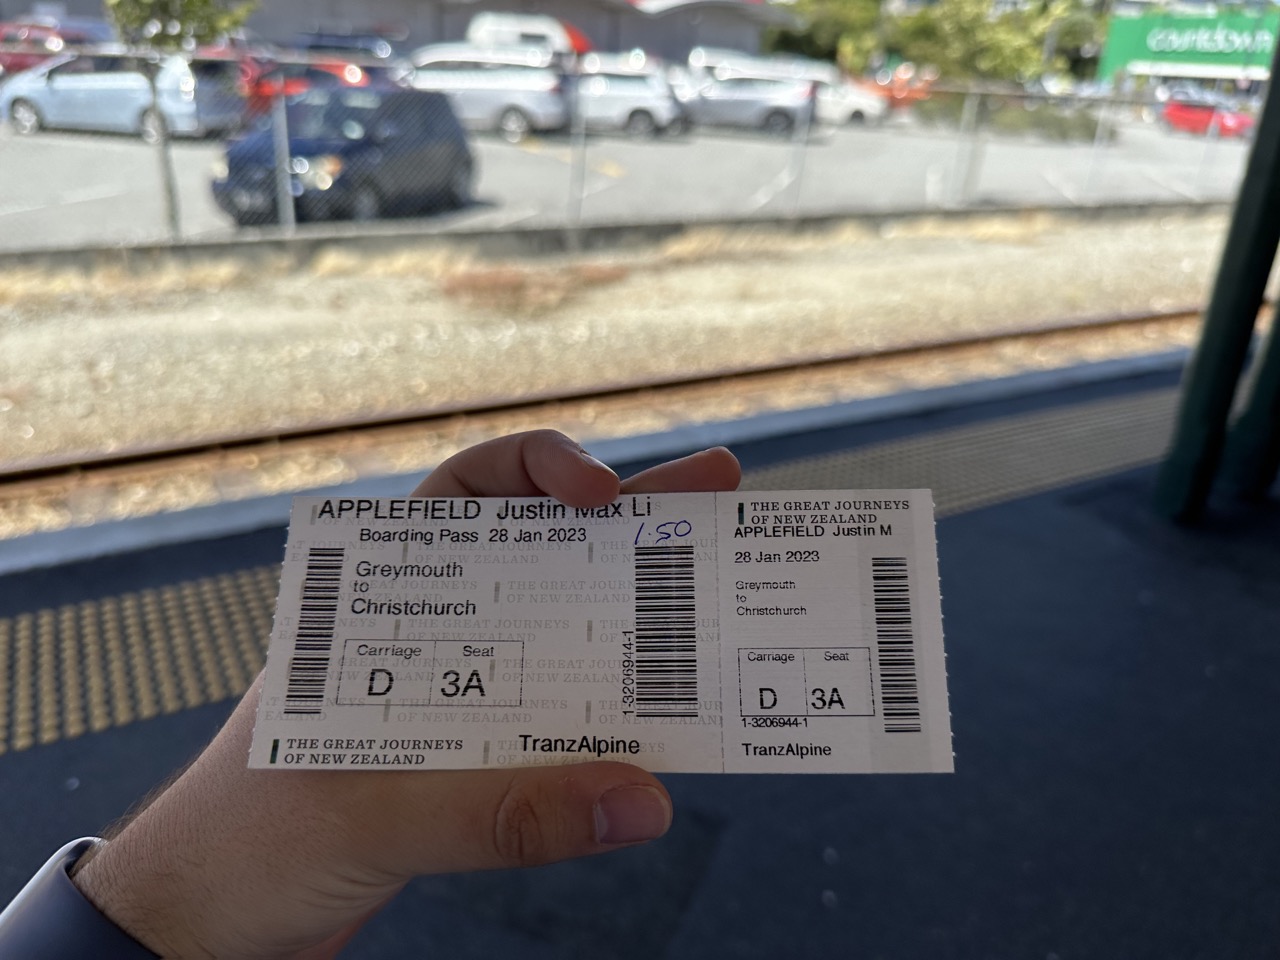 countdown
APPLEFIELD Justin Max Li
Boarding Pass 28 Jan 2023
1.50
Greymouth
to
Christchurch
Carriage Seat
D 3A
1-3206944-1
THE GREAT JOURNEYS
OF NEW ZEALAND
TranzAlpine
THE GREAT JOURNEYS
OF NEW ZEALAND
APPLEFIELD Justin M
28 Jan 2023
Greymouth
to
Christchurch
Carriage Seat
D 3A
1-3206944-1
TranzAlpine